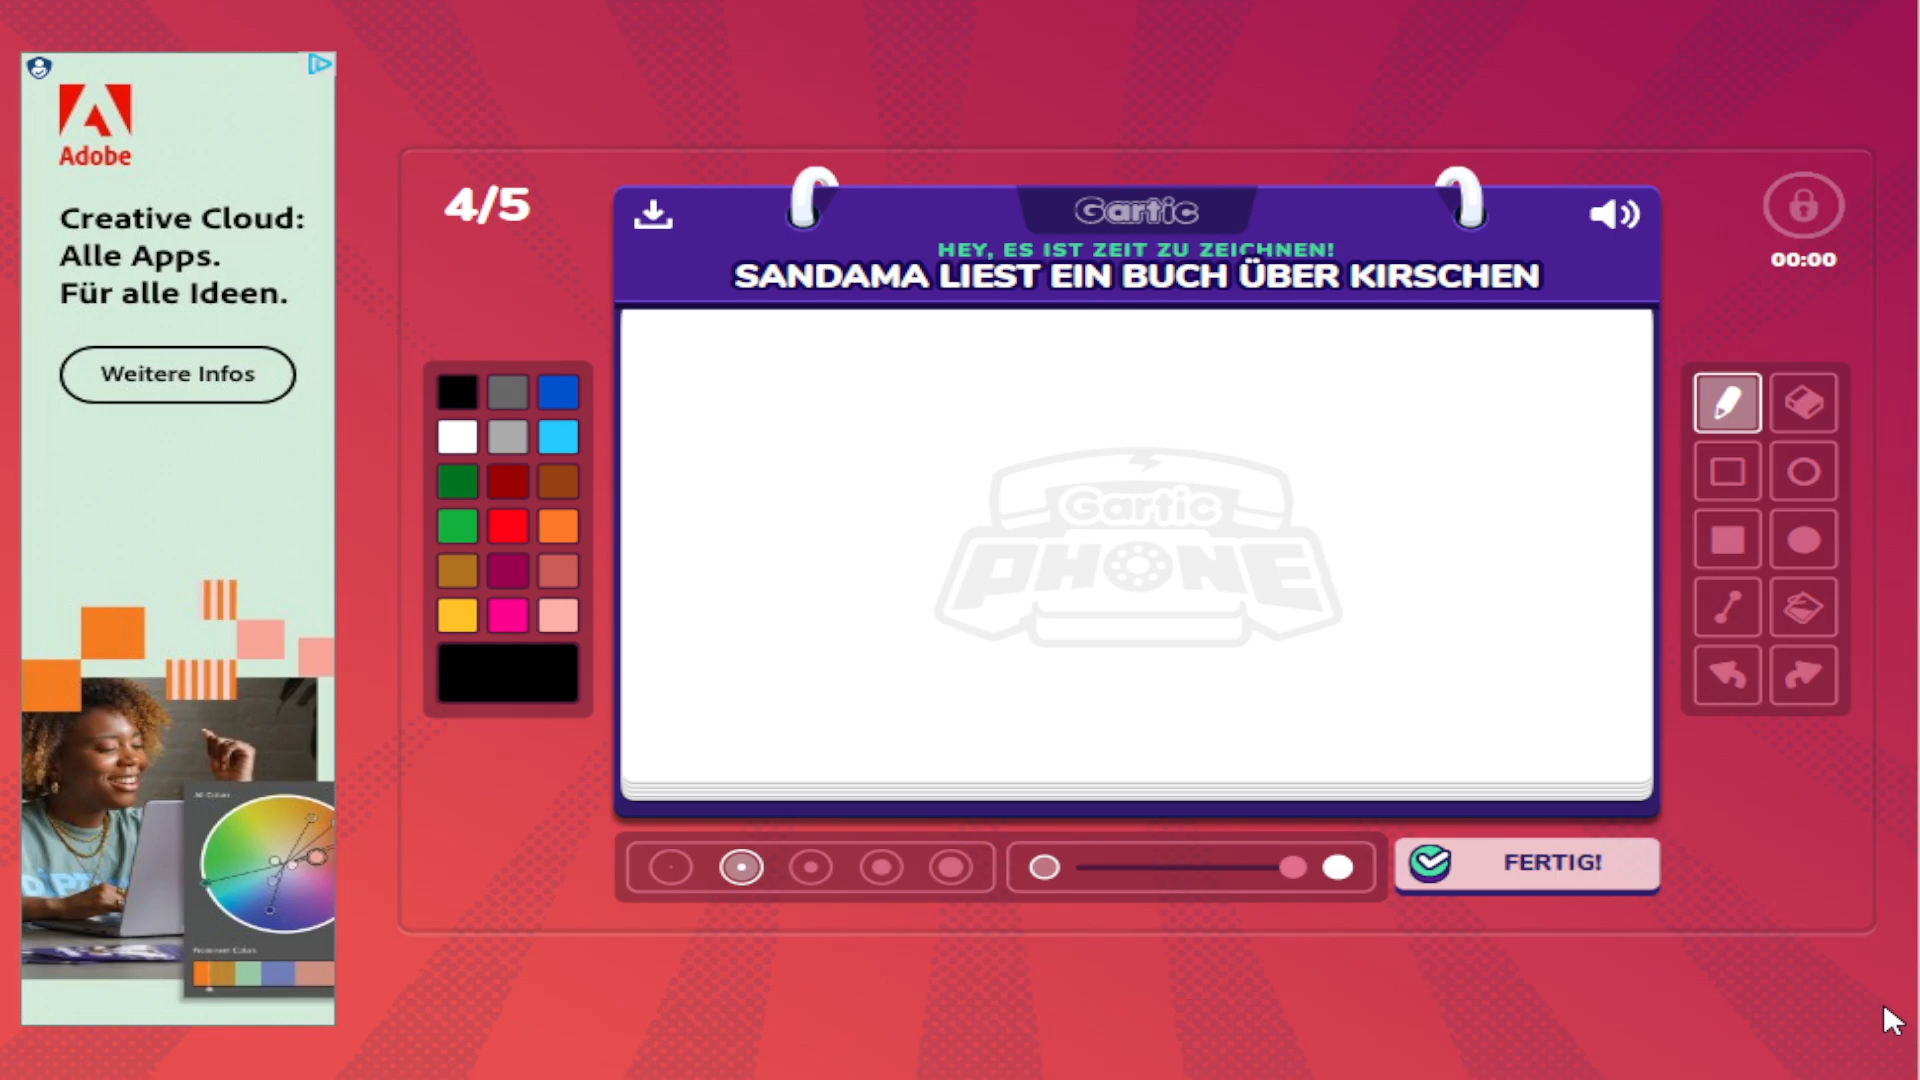 Adobe
Creative Cloud:
Alle Apps.
Für alle Ideen.
Weitere Infos
4/5
Gartic
HEY, ES IST ZEIT ZU ZEICHNEN!
SANDAMA LIEST EIN BUCH ÜBER KIRSCHEN
00:00
Gartic
PHONE
FERTIG!